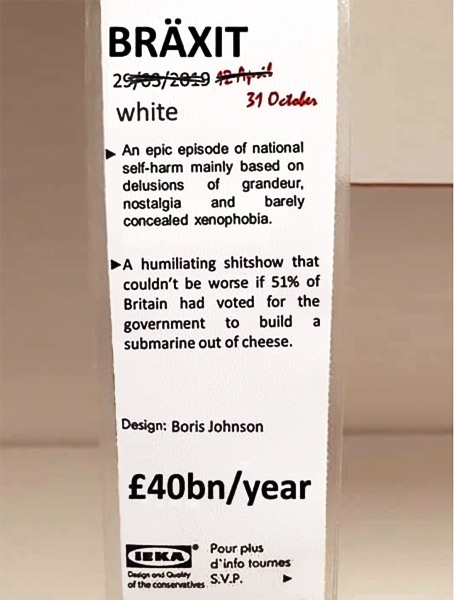 BRÄXIT
29/03/2019 12 April
31 October
white
► An epic episode of national
self-harm mainly based on
delusions of grandeur,
nostalgia and barely
concealed xenophobia.
►A humiliating shitshow that
couldn't be worse if 51% of
Britain had voted for the
government to build a
submarine out of cheese.
Design: Boris Johnson
£40bn/year
IEKA®
Design and Quality
of the conservatives
Pour plus
d'info tournes
S.V.P. ►